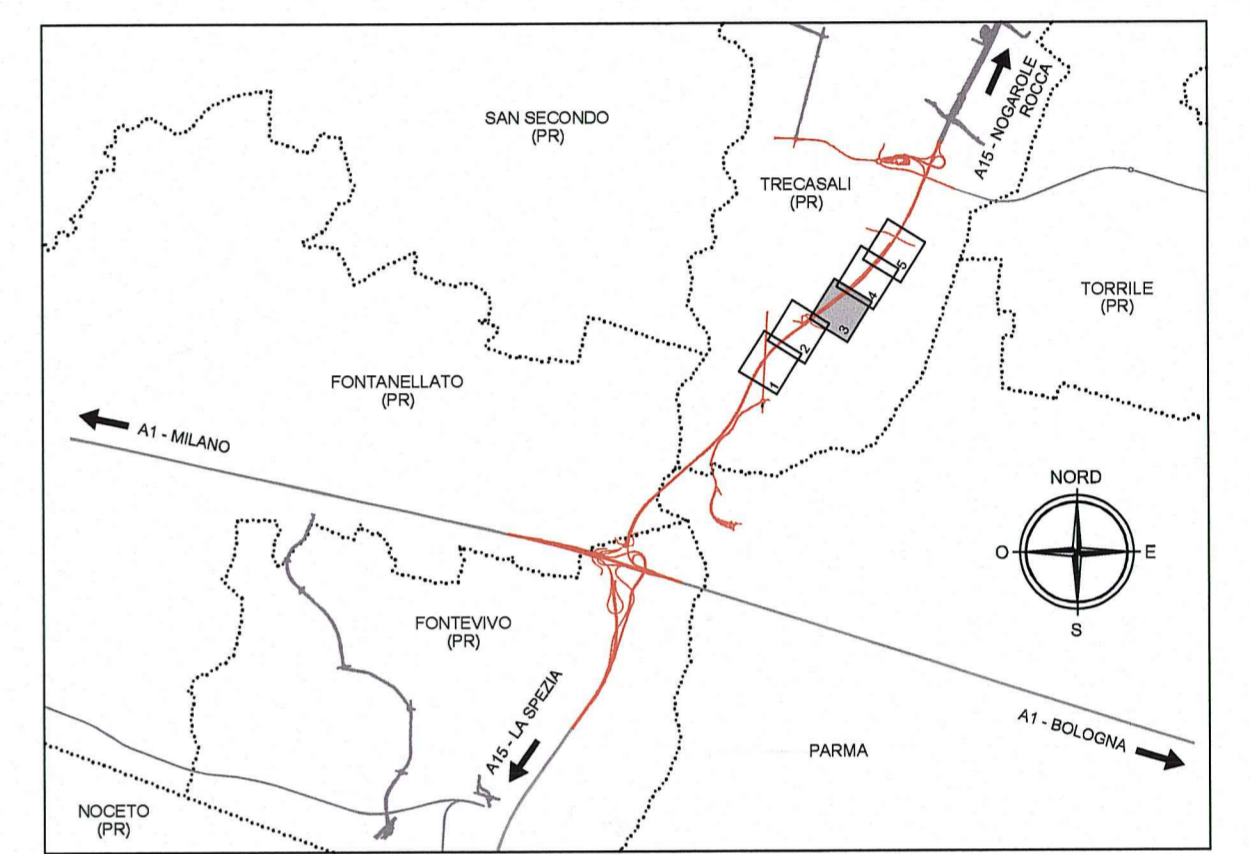 SAN SECONDO
(PR)
A15 - NOGAROLE
ROCCA
TRECASALI
(PR)
TORRILE
(PR)
5
4
3
2
1
FONTANELLATO
(PR)
A1 - MILANO
NORD
O
E
S
FONTEVIVO
(PR)
A15 - LA SPEZIA
A1 - BOLOGNA
PARMA
NOCETO
(PR)